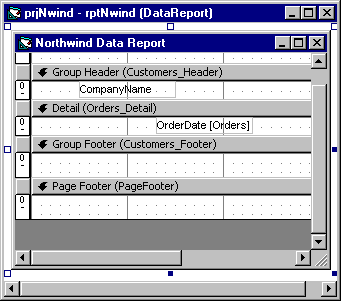 prjNwind - rptNwind (DataReport)
Northwind Data Report
Group Header (Customers_Header)
0
CompanyName
Detail (Orders_Detail)
0
OrderDate [Orders]
Group Footer (Customers_Footer)
0
Page Footer (PageFooter)
0